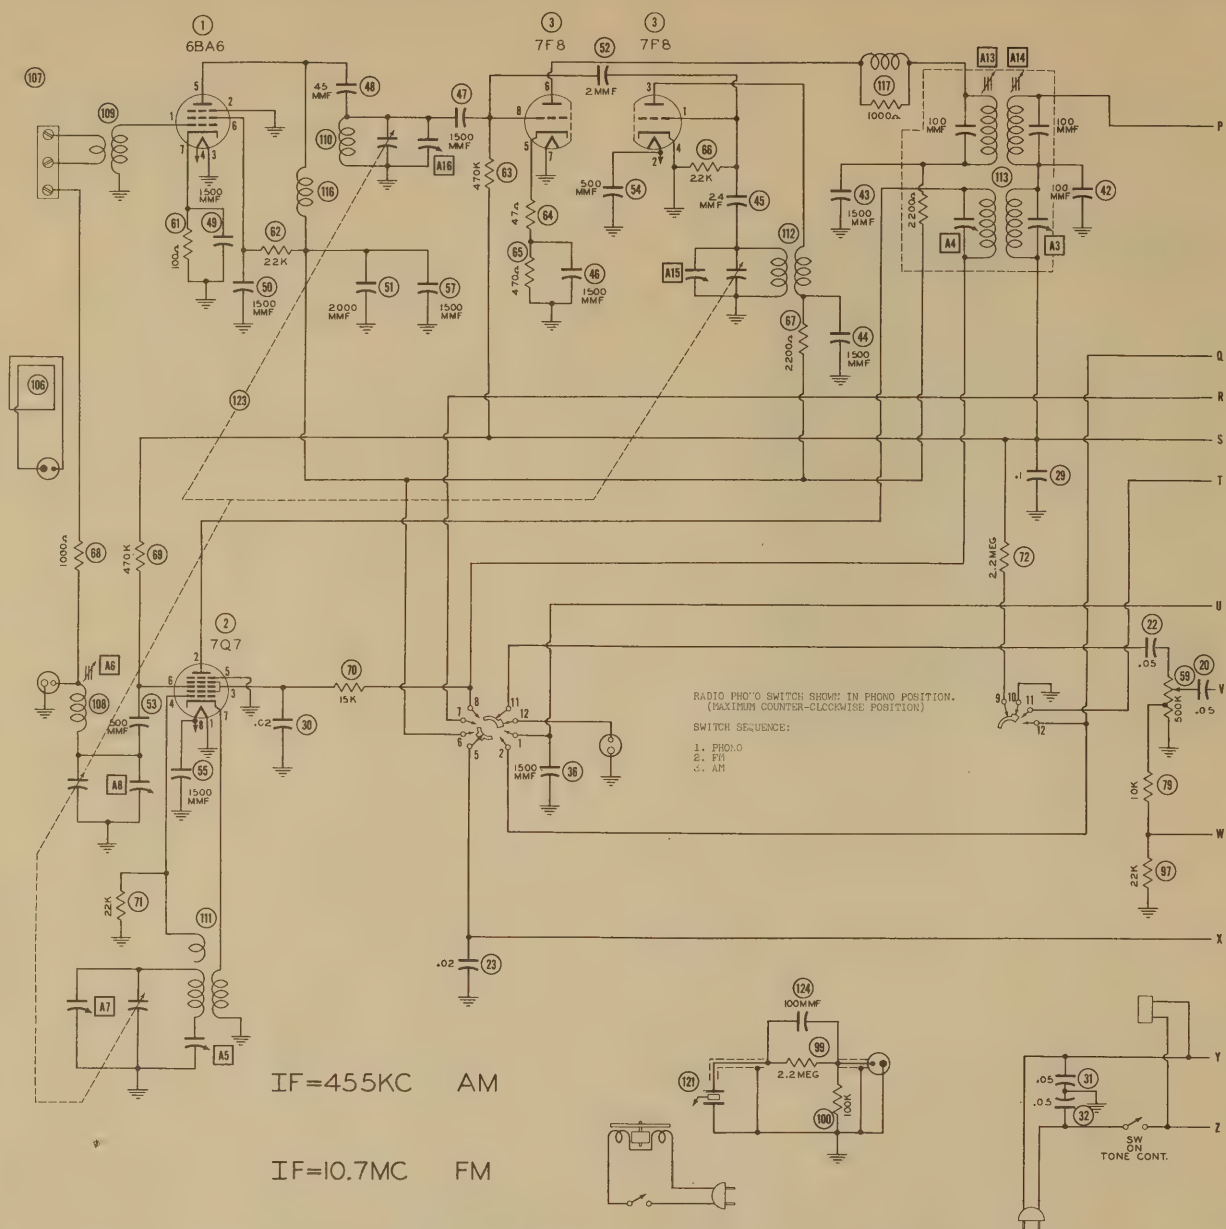 1
6BA6
3
7F8
3
7F8
107
109
5
1
2
6
7
4
3
45
MMF
48
110
47
1500
MMF
A16
52
2 MMF
6
8
5
7
3
1
2
4
117
1000Ω
A13
A14
100
MMF
100
MMF
P
116
1500
MMF
61
100Ω
49
62
22K
50
1500
MMF
51
2000
MMF
57
1500
MMF
63
470K
64
47Ω
65
470Ω
46
1500
MMF
500
MMF
54
66
22K
24
MMF
45
A15
112
67
2200Ω
44
1500
MMF
43
1500
MMF
2200Ω
113
100
MMF
42
A4
A3
106
123
Q
R
S
T
.1
29
1000Ω
68
470K
69
2.2MEG
72
U
2
7Q7
A6
108
53
500
MMF
2
6
4
5
3
8
1
7
70
15K
.02
30
55
1500
MMF
A8
8
7
6
5
11
12
1
2
1500
MMF
36
RADIO PHONO SWITCH SHOWN IN PHONO POSITION.
(MAXIMUM COUNTER-CLOCKWISE POSITION)
SWITCH SEQUENCE:
1. PHONO
2. FM
3. AM
9
10
11
12
22
.05
59
500K
20
.05
V
79
10K
W
97
22K
71
22K
111
A7
A5
.02
23
X
IF=455KC AM
IF=10.7MC FM
124
100MMF
99
2.2MEG
121
100
100K
Y
.05
31
.05
32
SW
ON
TONE CONT.
Z